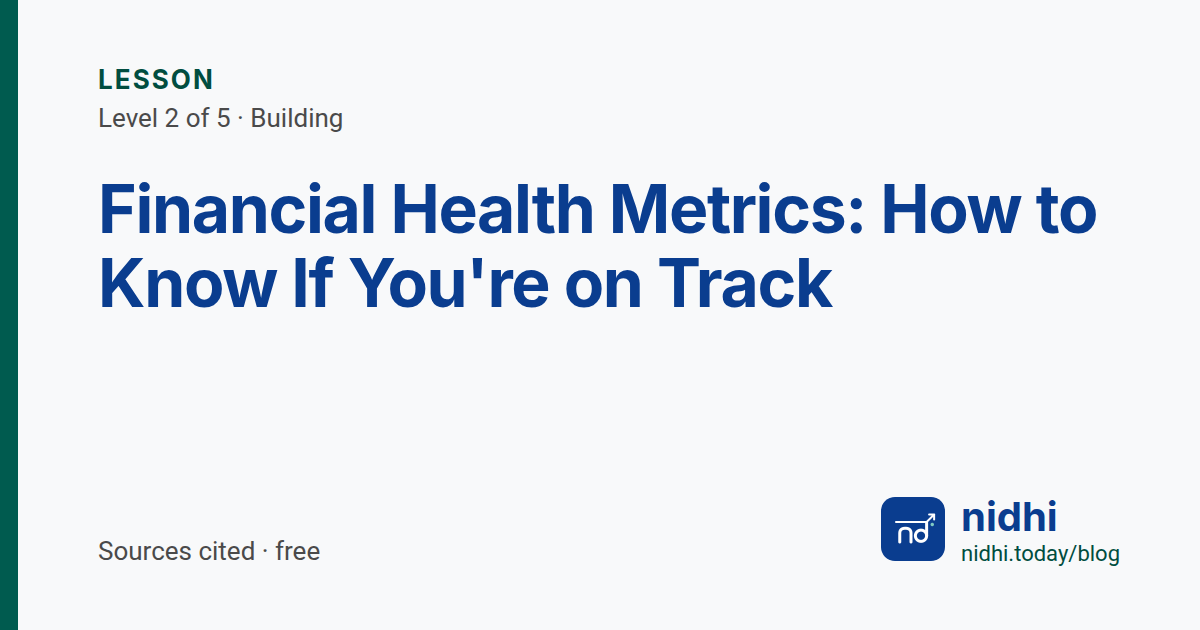 LESSON
Level 2 of 5 · Building
Financial Health Metrics: How to
Know If You're on Track
Sources cited · free
nd
nidhi
nidhi.today/blog